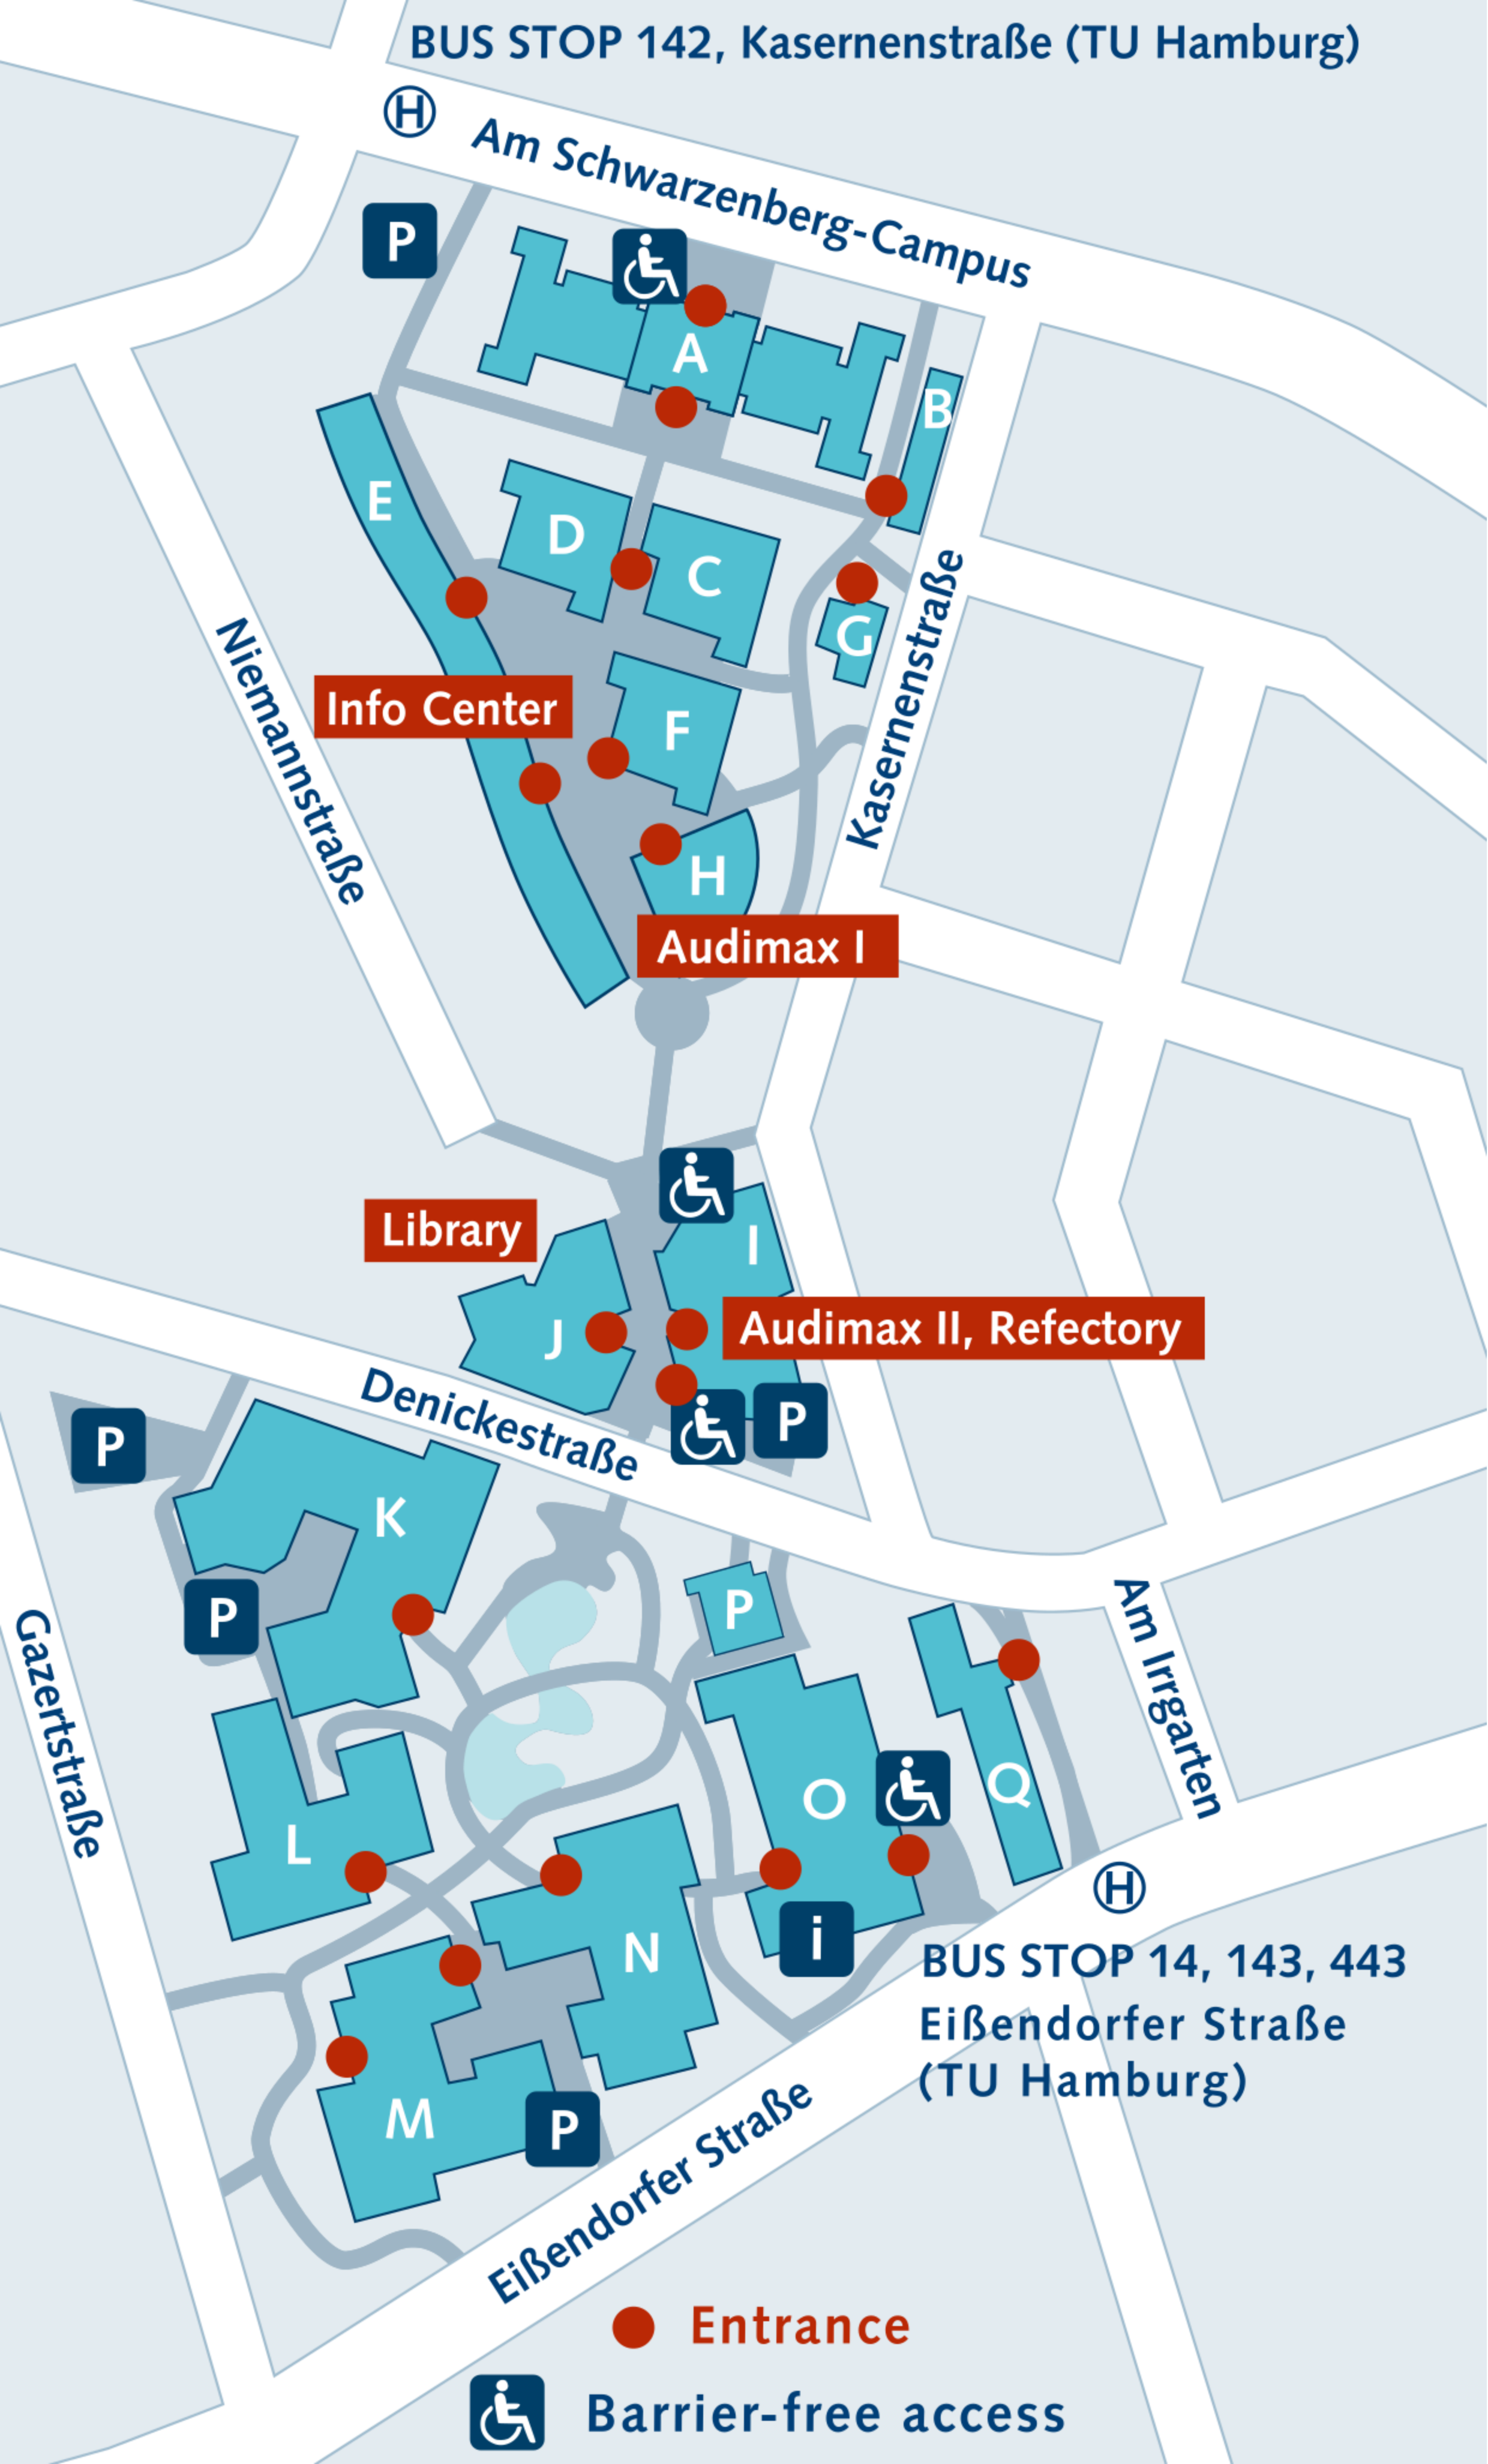 BUS STOP 142, Kasernenstraße (TU Hamburg)
H
Am Schwarzenberg-Campus
P
A
B
E
D
C
G
Niemannstraße
Kasernenstraße
Info Center
F
H
Audimax I
Library
I
J
Audimax II, Refectory
Denickestraße
P
P
K
P
P
Gazertstraße
Am Irrgarten
O
Q
L
H
N
i
BUS STOP 14, 143, 443
Eißendorfer Straße
(TU Hamburg)
M
P
Eißendorfer Straße
Entrance
Barrier-free access